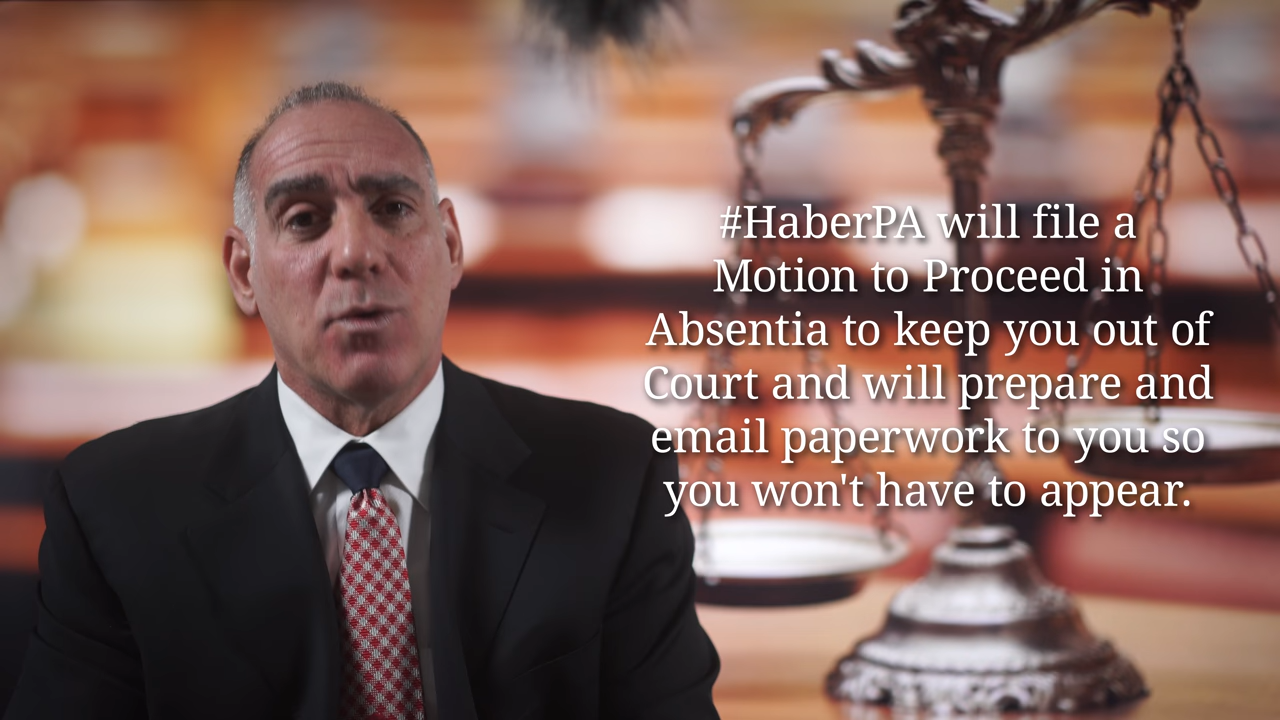 #HaberPA will file a
Motion to Proceed in
Absentia to keep you out of
Court and will prepare and
email paperwork to you so
you won't have to appear.